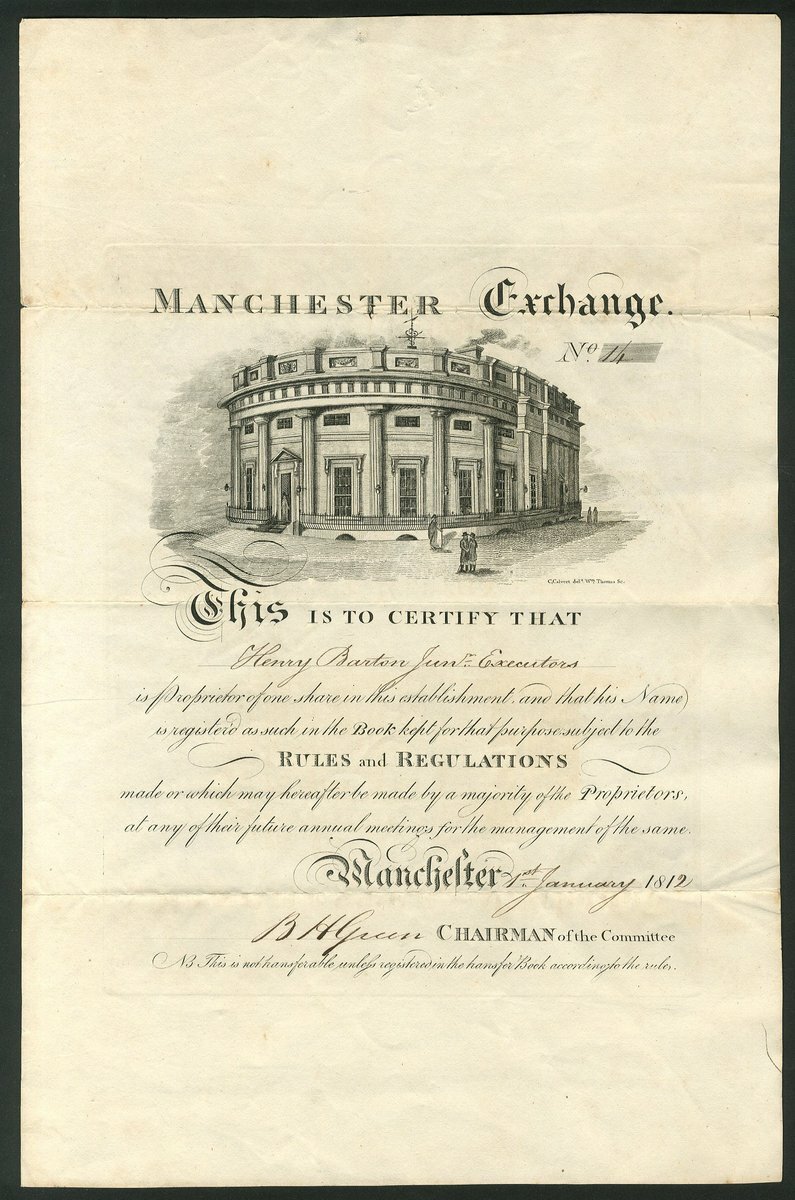 MANCHESTER Exchange.
No. 14
C. Calvert delt. Wm. Thomas Sc.
This IS TO CERTIFY THAT
Henry Barton Junr. Executors
is Proprietor of one share in this establishment, and that his Name
is register'd as such in the Book kept for that purpose subject to the
RULES and REGULATIONS
made or which may hereafter be made by a majority of the Proprietors,
at any of their future annual meetings for the management of the same.
Manchester 1st. January 1812
B H Green CHAIRMAN of the Committee
NB This is not transferable, unless registered in the transfer Book according to the rules.